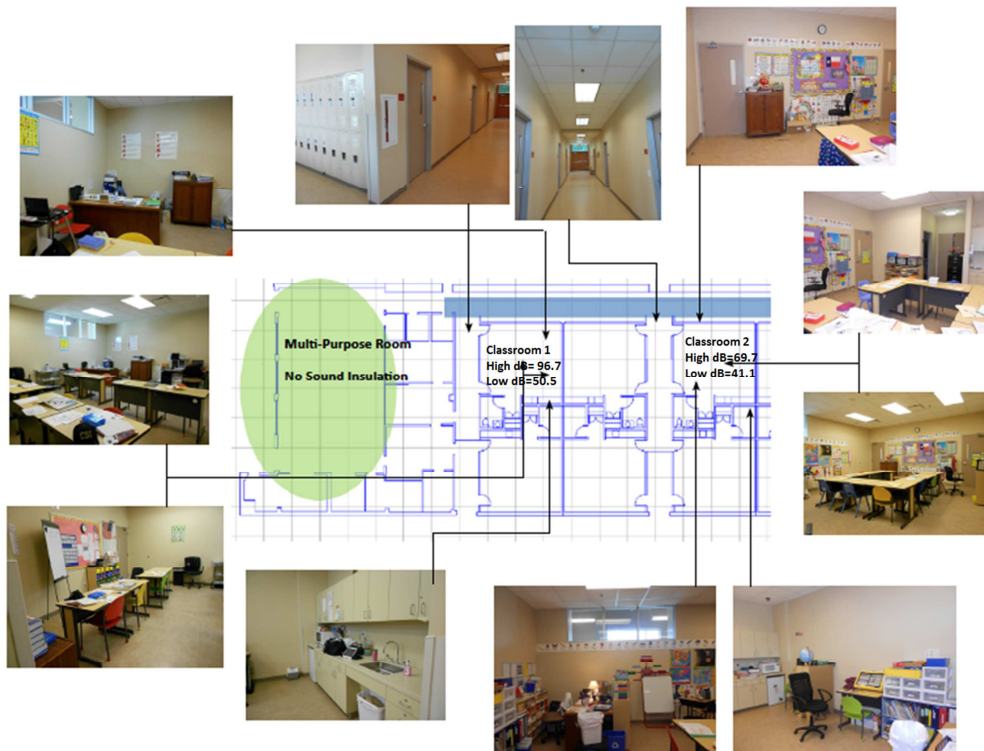 Multi-Purpose Room
No Sound Insulation
Classroom 1
High dB= 96.7
Low dB=50.5
Classroom 2
High dB=69.7
Low dB=41.1